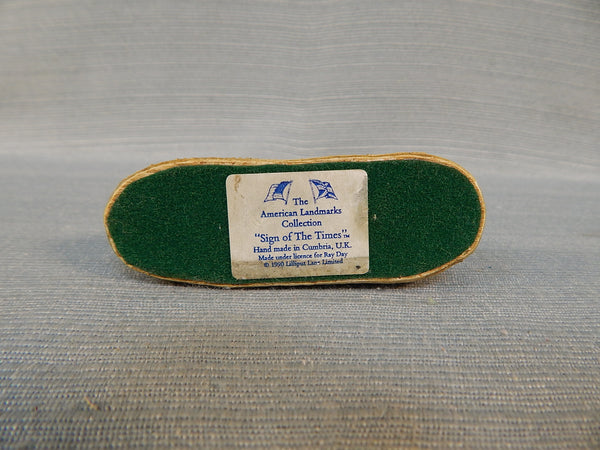 The
American Landmarks
Collection
"Sign of The Times"™
Hand made in Cumbria, U.K.
Made under licence for Ray Day
© 1990 Lilliput Lane Limited